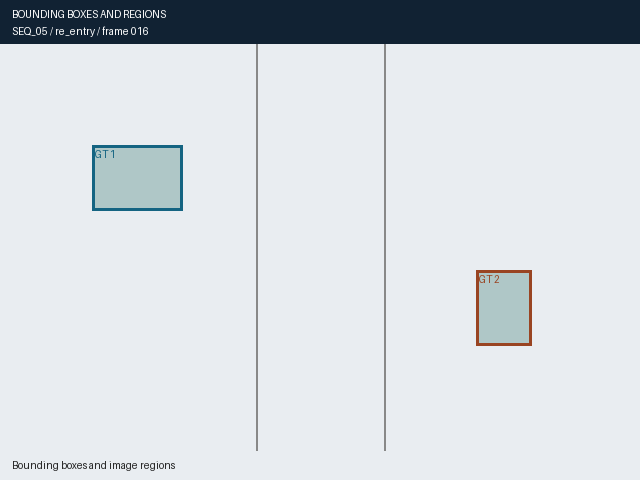 BOUNDING BOXES AND REGIONS
SEQ_05 / re_entry / frame 016
GT1
GT2
Bounding boxes and image regions